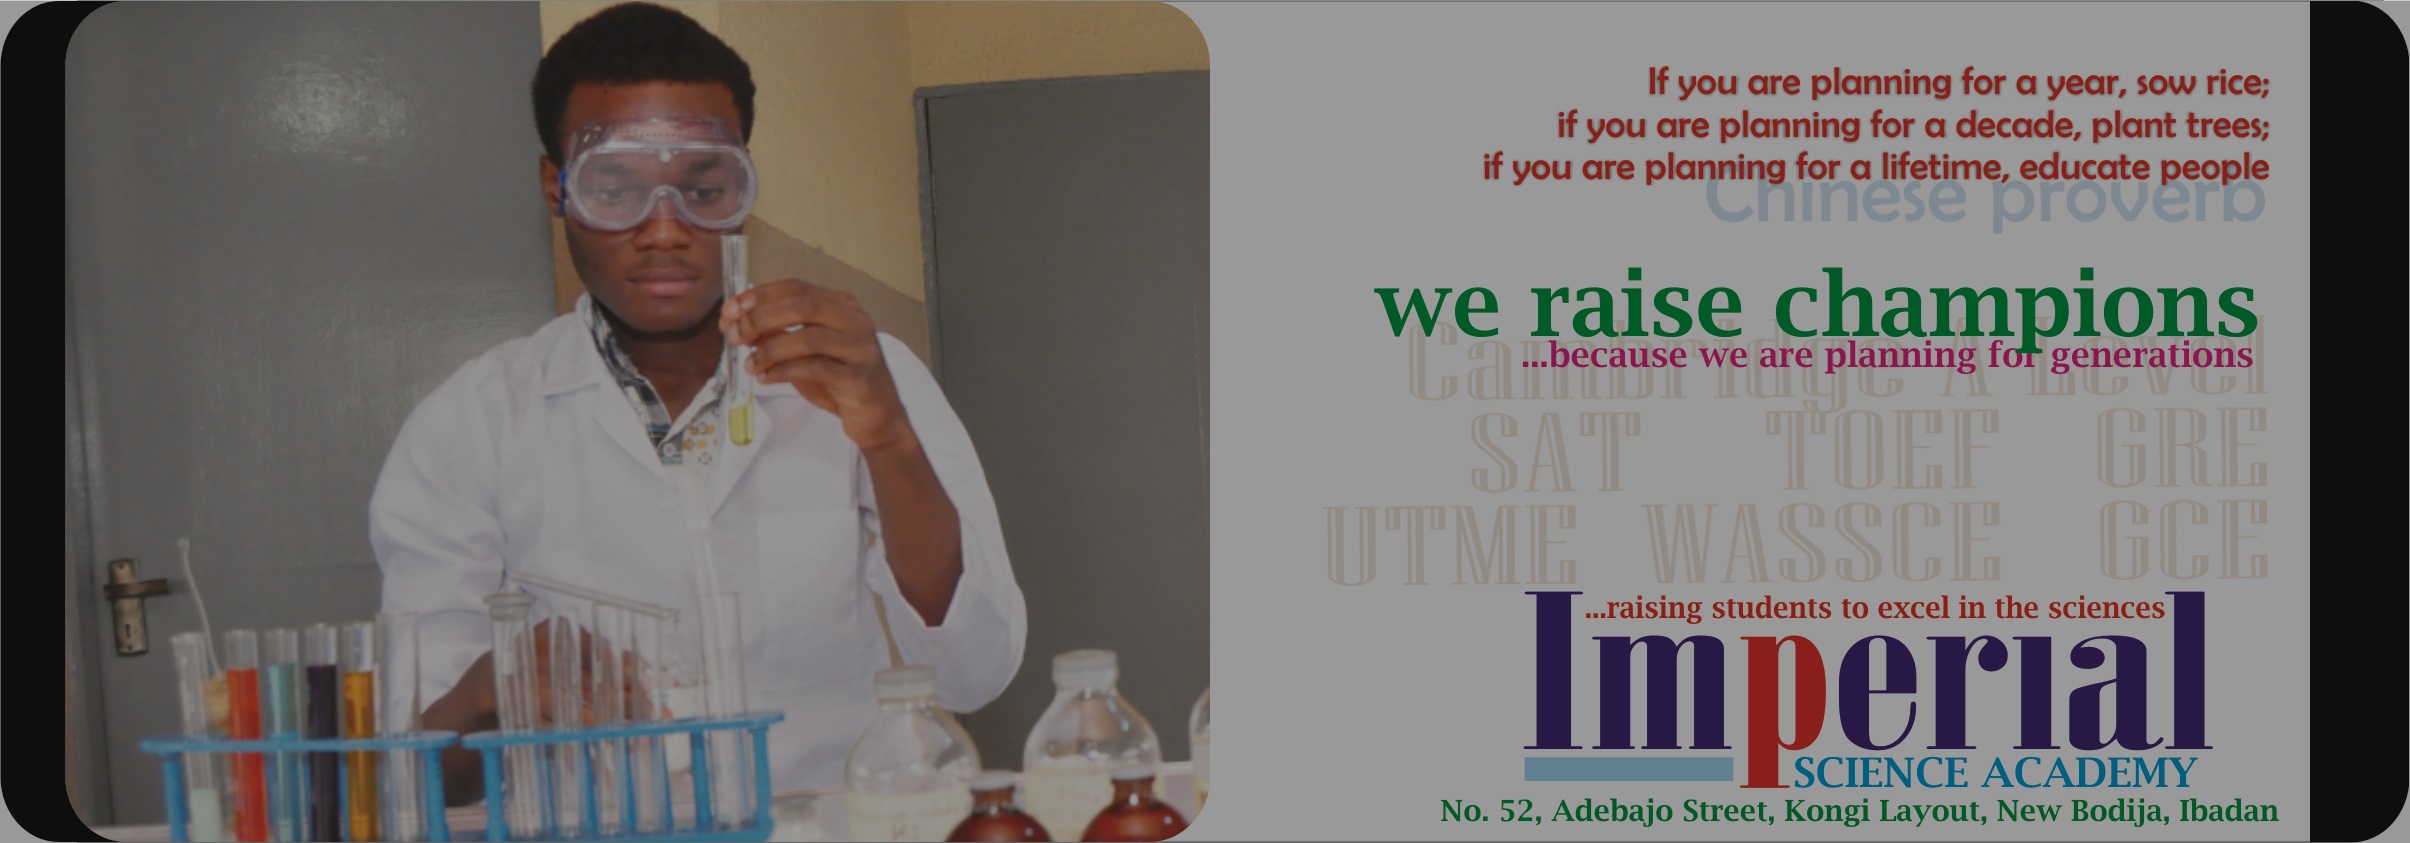 If you are planning for a year, sow rice;
if you are planning for a decade, plant trees;
if you are planning for a lifetime, educate people
Chinese proverb
we raise champions
...because we are planning for generations
Cambridge A Level
SAT TOEF GRE
UTME WASSCE GCE
...raising students to excel in the sciences
Imperial
SCIENCE ACADEMY
No. 52, Adebajo Street, Kongi Layout, New Bodija, Ibadan